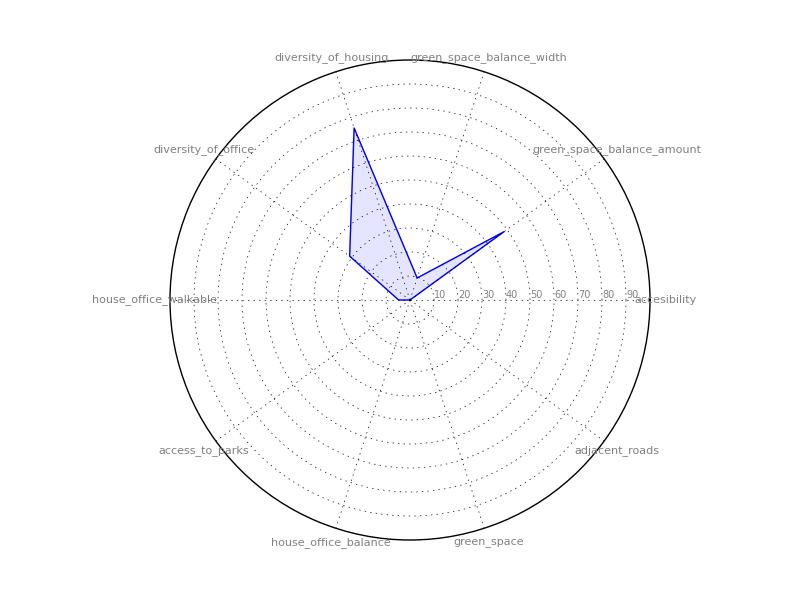 diversity_of_housing
green_space_balance_width
diversity_of_office
green_space_balance_amount
house_office_walkable
10 20 30 40 50 60 70 80 90
accesibility
access_to_parks
adjacent_roads
house_office_balance
green_space